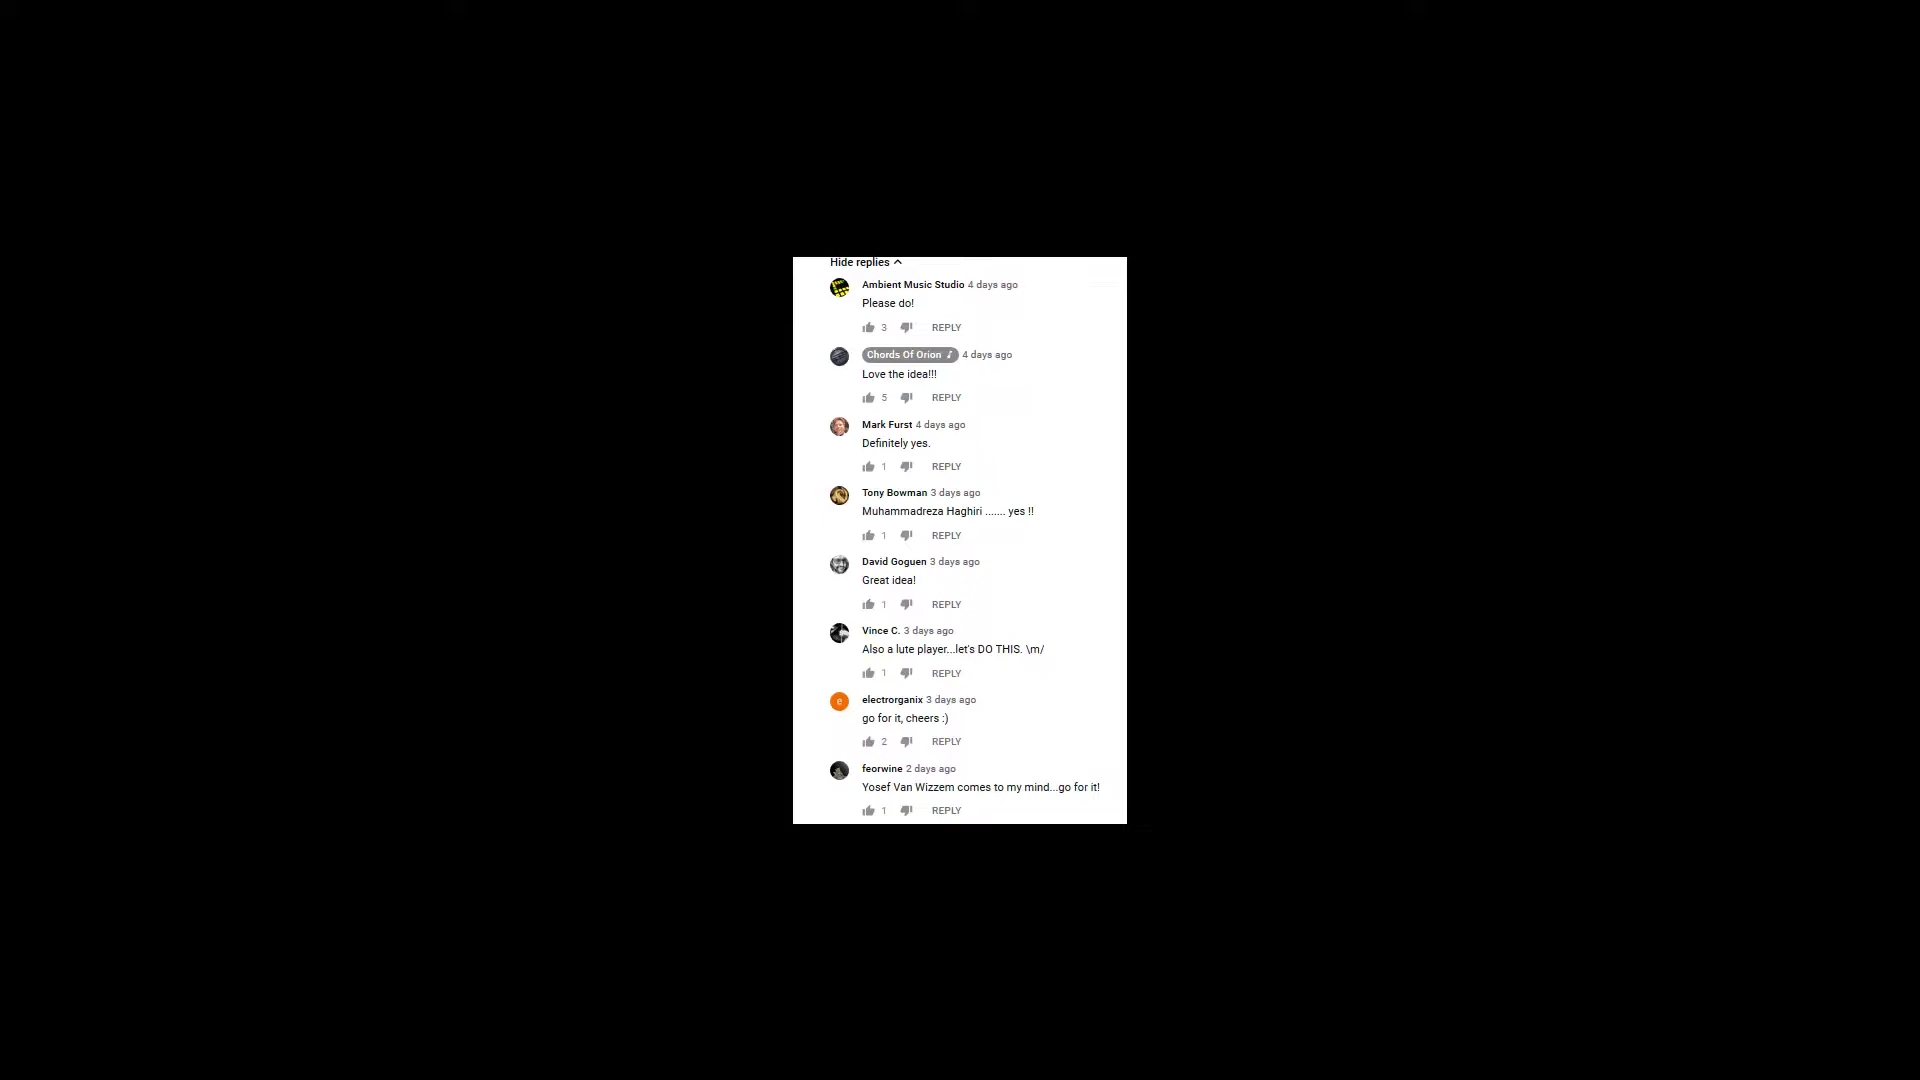 Hide replies
Ambient Music Studio 4 days ago
Please do!
3 REPLY
Chords Of Orion 4 days ago
Love the idea!!!
5 REPLY
Mark Furst 4 days ago
Definitely yes.
1 REPLY
Tony Bowman 3 days ago
Muhammadreza Haghiri ....... yes !!
1 REPLY
David Goguen 3 days ago
Great idea!
1 REPLY
Vince C. 3 days ago
Also a lute player...let's DO THIS. \m/
1 REPLY
e
electrorganix 3 days ago
go for it, cheers :)
2 REPLY
feorwine 2 days ago
Yosef Van Wizzem comes to my mind...go for it!
1 REPLY